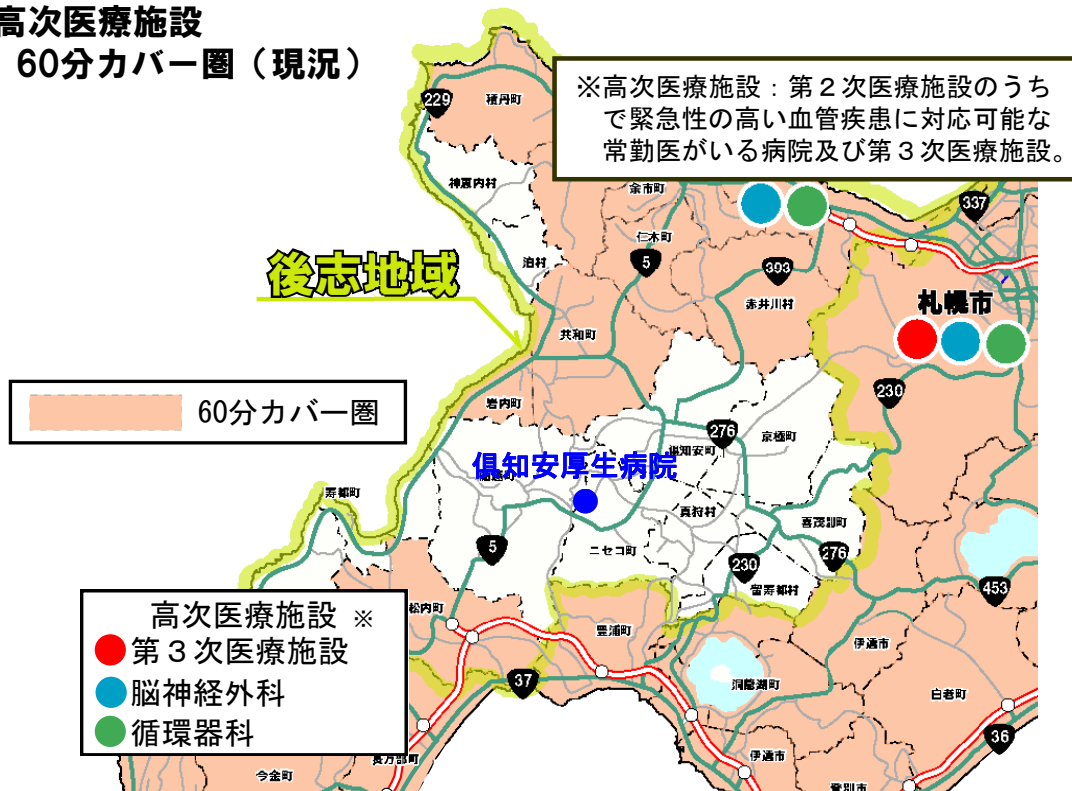 高次医療施設
60分カバー圏（現況）
※高次医療施設：第２次医療施設のうち
で緊急性の高い血管疾患に対応可能な
常勤医がいる病院及び第３次医療施設。
229
積丹町
神恵内村
余市町
337
仁木町
泊村
5
393
後志地域
赤井川村
札幌市
共和町
60分カバー圏
岩内町
230
276
京極町
倶知安町
倶知安厚生病院
寿都町
真狩村
喜茂別町
5
ニセコ町
276
230
留寿都村
453
高次医療施設 ※
第３次医療施設
脳神経外科
循環器科
松内町
豊浦町
伊達市
37
洞爺湖町
白老町
36
長万部町
伊達市
今金町
登別市